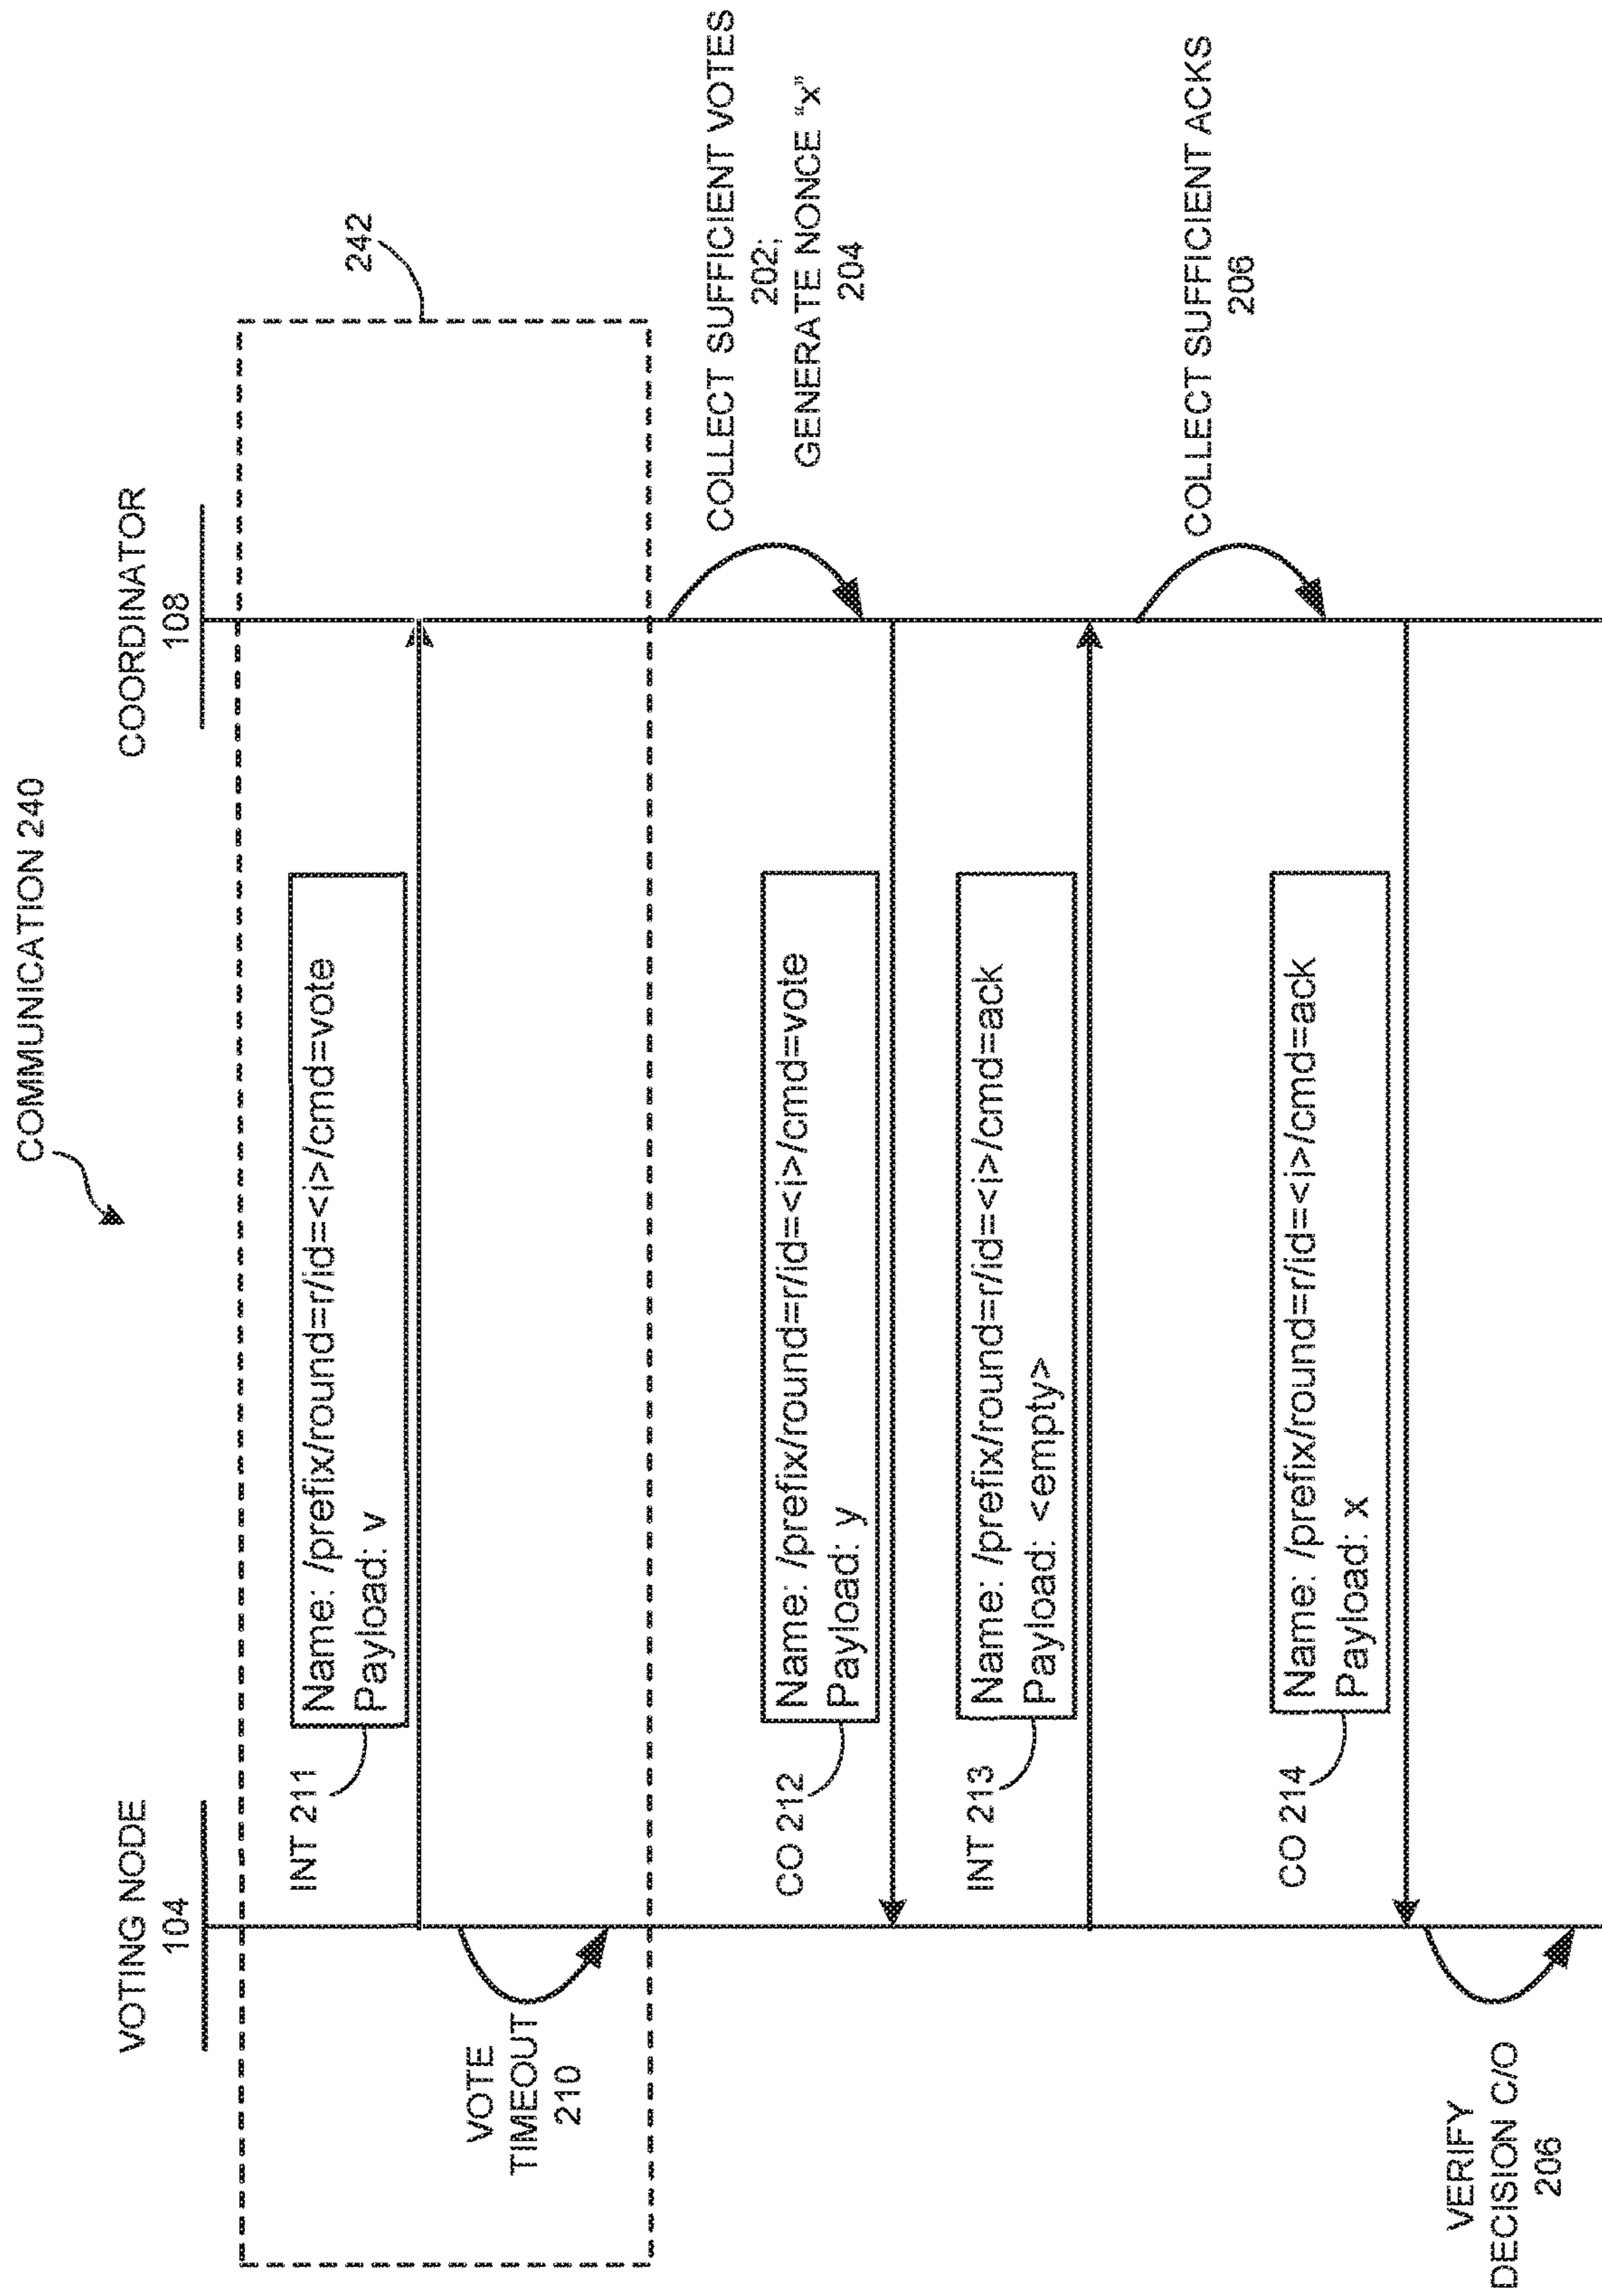 COMMUNICATION 240
VOTING NODE
104
COORDINATOR
108
242
INT 211
Name: /prefix/round=r/id=<i>/cmd=vote
Payload: v
VOTE
TIMEOUT
210
COLLECT SUFFICIENT VOTES
202;
GENERATE NONCE "x"
204
CO 212
Name: /prefix/round=r/id=<i>/cmd=vote
Payload: y
INT 213
Name: /prefix/round=r/id=<i>/cmd=ack
Payload: <empty>
COLLECT SUFFICIENT ACKS
206
CO 214
Name: /prefix/round=r/id=<i>/cmd=ack
Payload: x
VERIFY
DECISION C/O
206